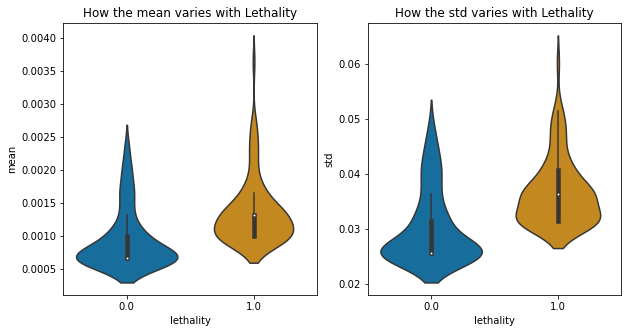 How the mean varies with Lethality
0.0040
0.0035
0.0030
0.0025
0.0020
0.0015
0.0010
0.0005
mean
0.0
1.0
lethality
How the std varies with Lethality
0.06
0.05
0.04
0.03
0.02
std
0.0
1.0
lethality